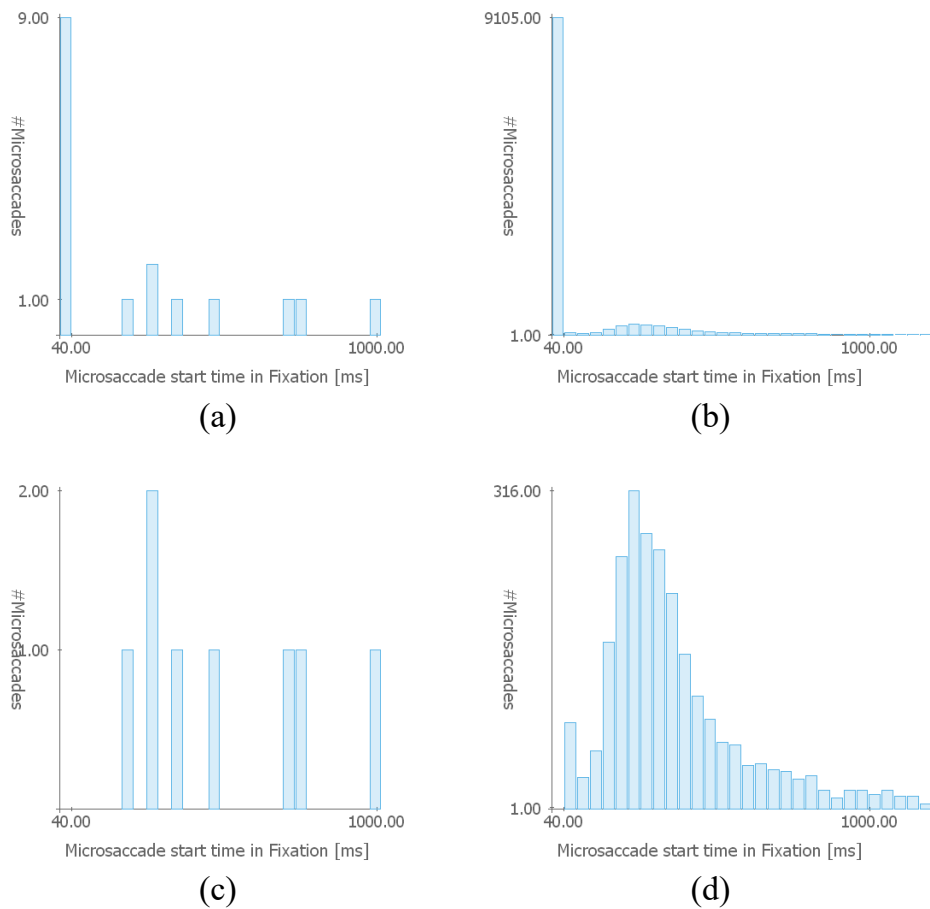 9.00
#Microsaccades
1.00
40.00 1000.00
Microsaccade start time in Fixation [ms]
(a)
9105.00
#Microsaccades
1.00
40.00 1000.00
Microsaccade start time in Fixation [ms]
(b)
2.00
#Microsaccades
1.00
40.00 1000.00
Microsaccade start time in Fixation [ms]
(c)
316.00
#Microsaccades
1.00
40.00 1000.00
Microsaccade start time in Fixation [ms]
(d)